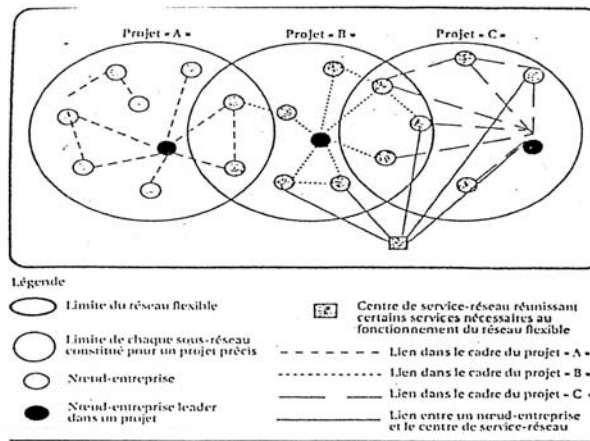 Projet «A» Projet «B» Projet «C»
Légende
Limite du réseau flexible
Limite de chaque sous-réseau
constitué pour un projet précis
Nœud-entreprise
Nœud-entreprise leader
dans un projet
Centre de service-réseau réunissant
certains services nécessaires au
fonctionnement du réseau flexible
Lien dans le cadre du projet «A»
Lien dans le cadre du projet «B»
Lien dans le cadre du projet «C»
Lien entre un nœud-entreprise
et le centre de service-réseau